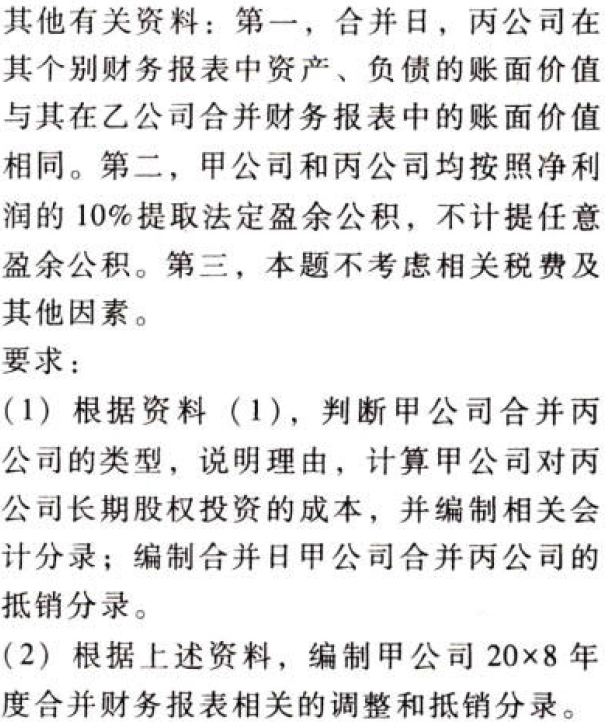 其他有关资料：第一，合并日，丙公司在
其个别财务报表中资产、负债的账面价值
与其在乙公司合并财务报表中的账面价值
相同。第二，甲公司和丙公司均按照净利
润的 10%提取法定盈余公积，不计提任意
盈余公积。第三，本题不考虑相关税费及
其他因素。
要求：
(1) 根据资料 (1)，判断甲公司合并丙
公司的类型，说明理由，计算甲公司对丙
公司长期股权投资的成本，并编制相关会
计分录；编制合并日甲公司合并丙公司的
抵销分录。
(2) 根据上述资料，编制甲公司 20×8 年
度合并财务报表相关的调整和抵销分录。